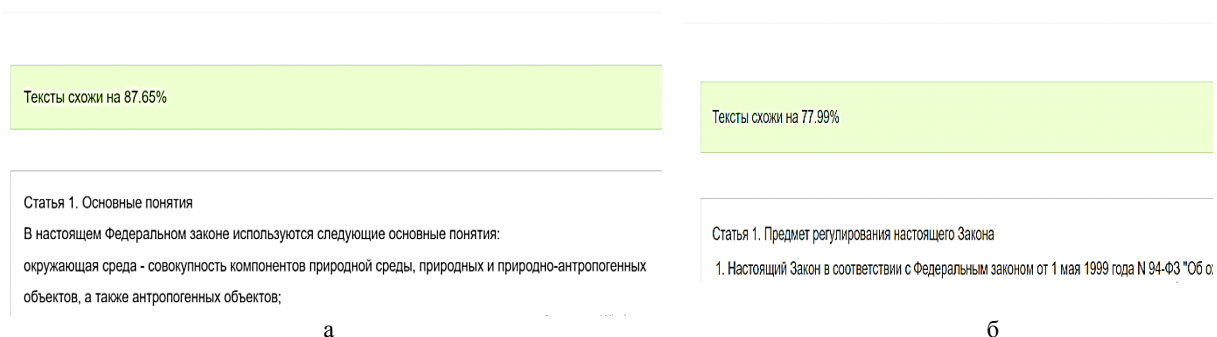 Тексты схожи на 87.65%
Статья 1. Основные понятия
В настоящем Федеральном законе используются следующие основные понятия:
окружающая среда - совокупность компонентов природной среды, природных и природно-антропогенных
объектов, а также антропогенных объектов;
а
Тексты схожи на 77.99%
Статья 1. Предмет регулирования настоящего Закона
1. Настоящий Закон в соответствии с Федеральным законом от 1 мая 1999 года N 94-ФЗ "Об
б